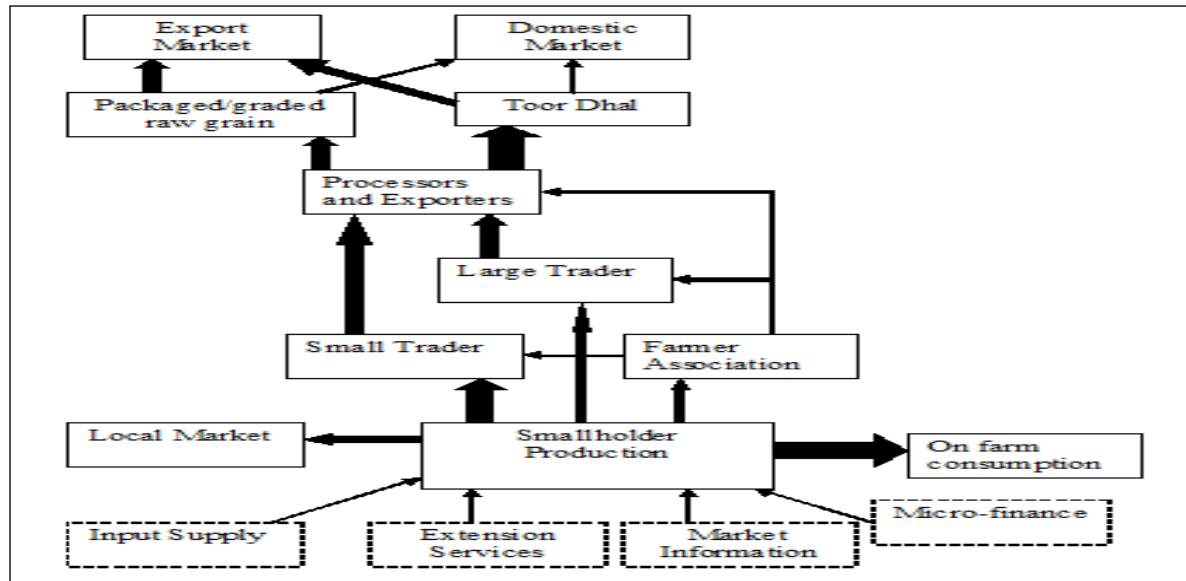 Export
Market
Domestic
Market
Packaged/graded
raw grain
Toor Dhal
Processors
and Exporters
Large Trader
Small Trader
Farmer
Association
Local Market
Smallholder
Production
On farm
consumption
Input Supply
Extension
Services
Market
Information
Micro-finance